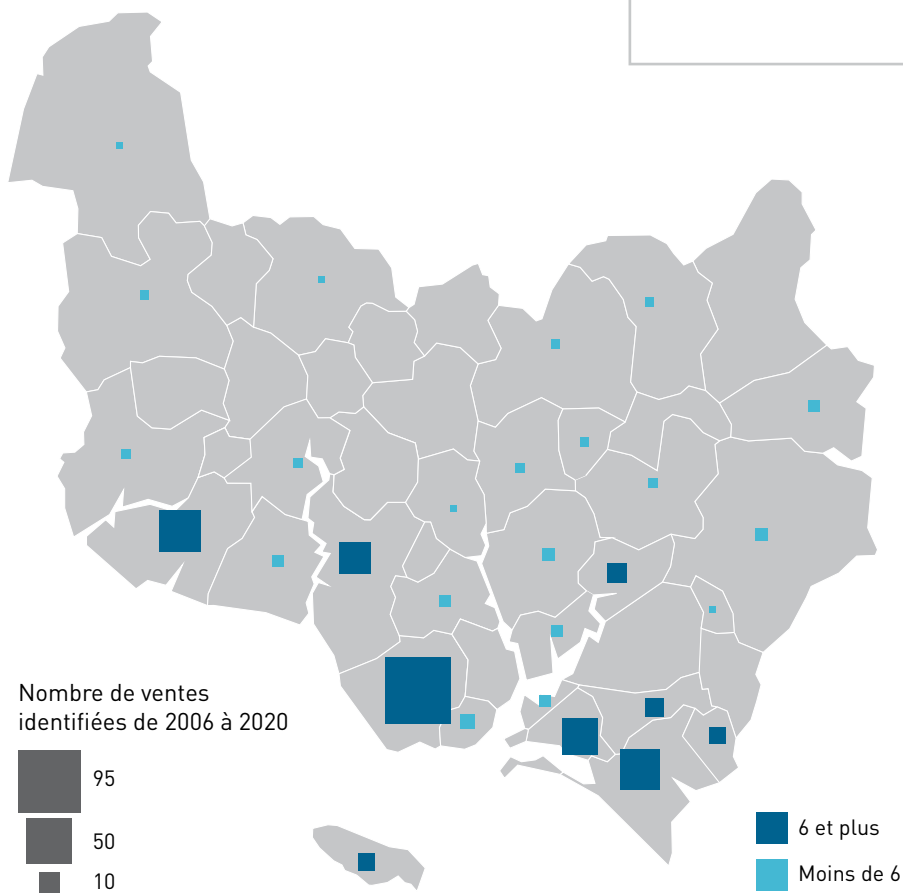 Nombre de ventes
identifiées de 2006 à 2020
95
50
10
6 et plus
Moins de 6